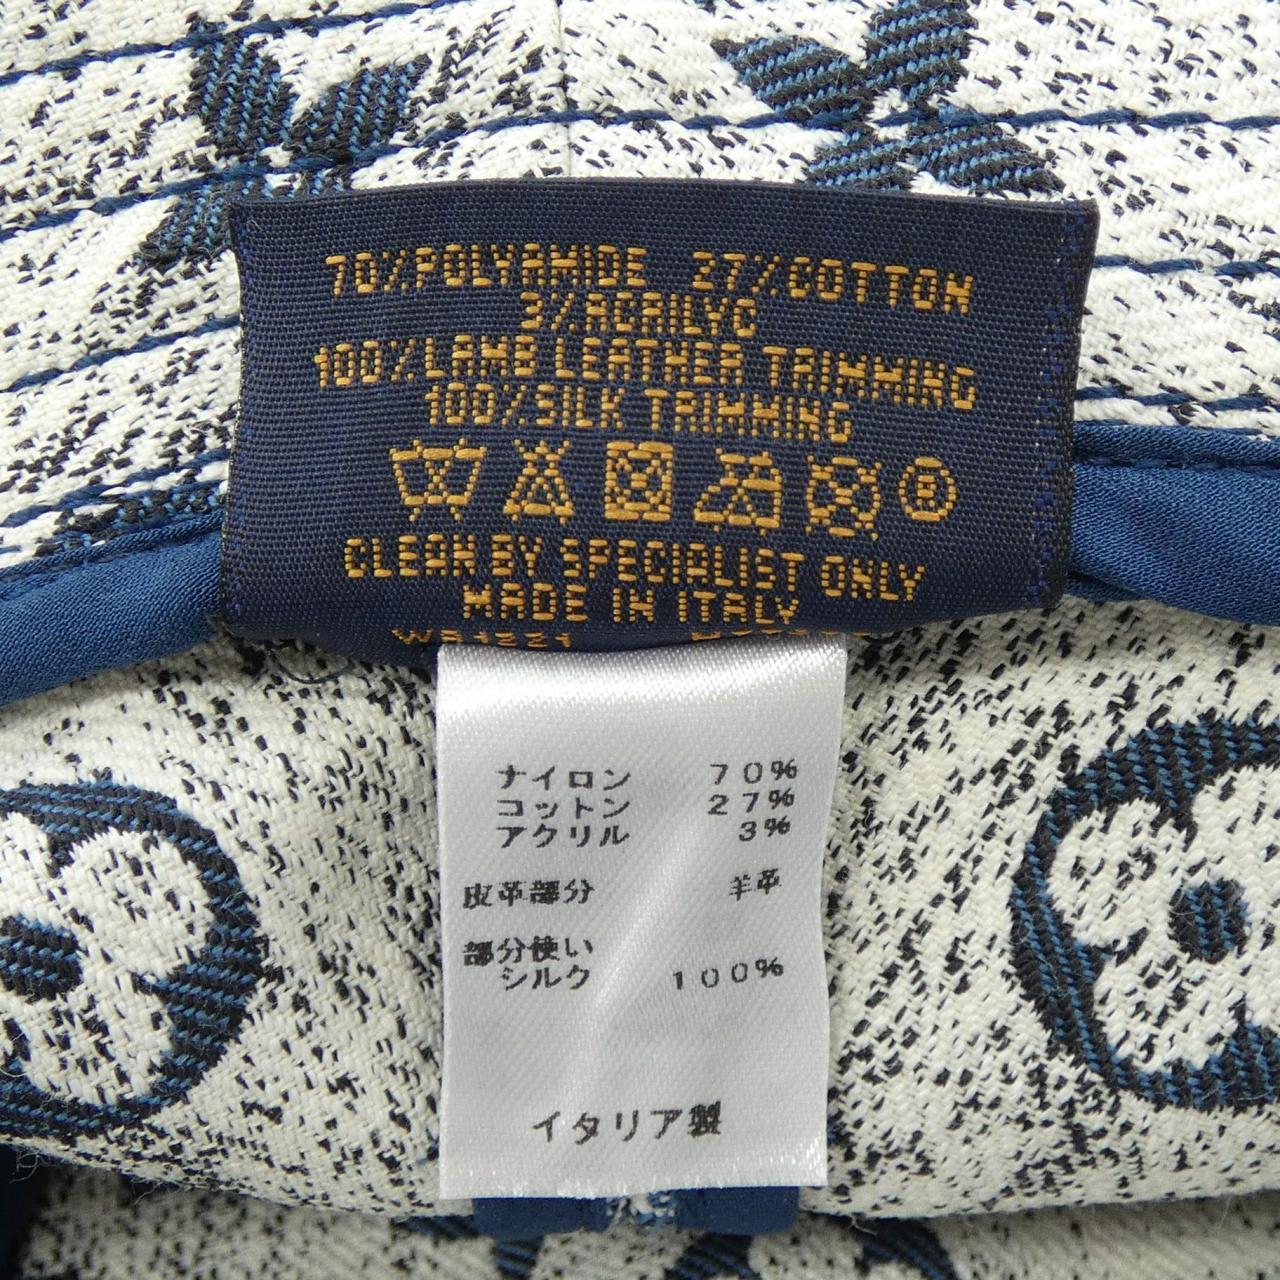 70%POLYAMIDE 27%COTTON
3%ACRILYC
100%LAMB LEATHER TRIMMING
100%SILK TRIMMING
B
CLEAN BY SPECIALIST ONLY
MADE IN ITALY
ナイロン 70%
コットン 27%
アクリル 3%
皮革部分 羊革
部分使い
シルク 100%
イタリア製